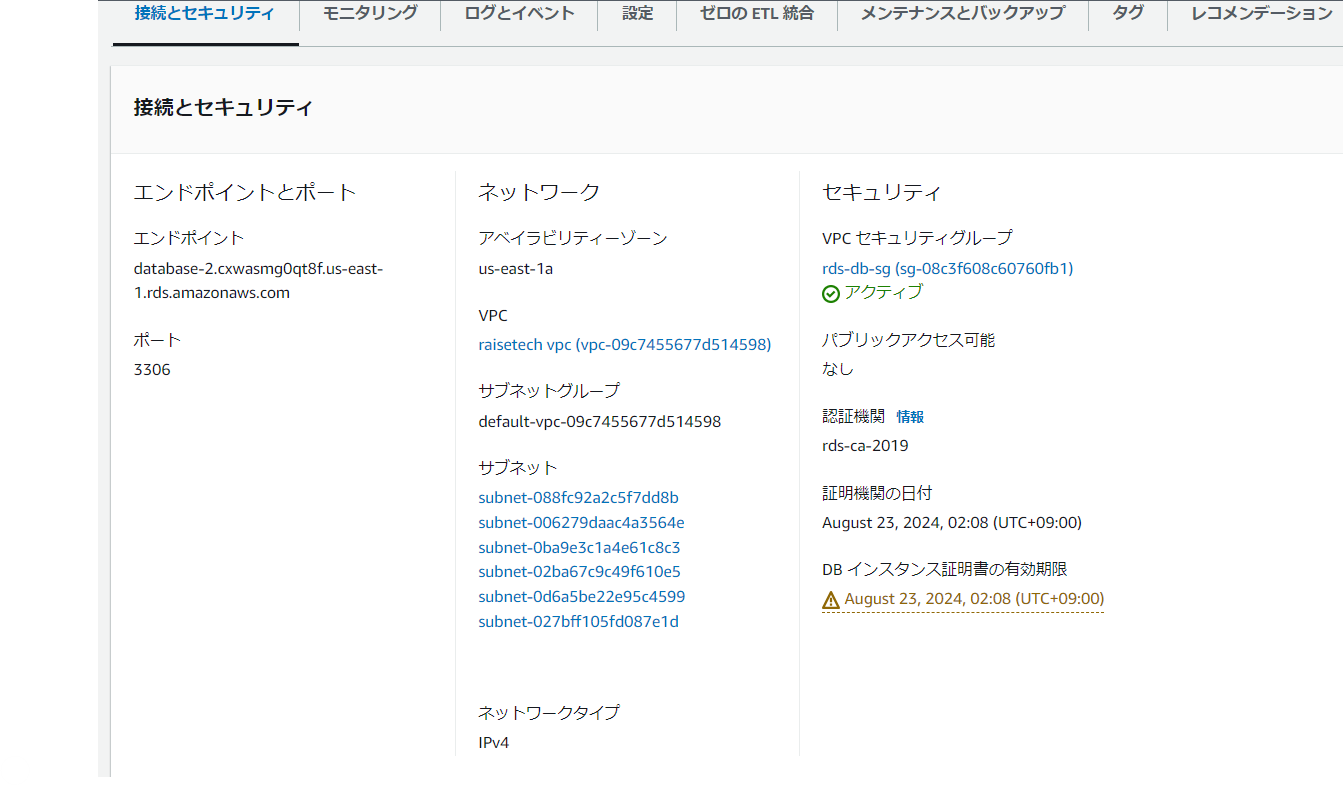 接続とセキュリティ
モニタリング
ログとイベント
設定
ゼロの ETL 統合
メンテナンスとバックアップ
タグ
レコメンデーション
接続とセキュリティ
エンドポイントとポート
エンドポイント
database-2.cxwasmg0qt8f.us-east-
1.rds.amazonaws.com
ポート
3306
ネットワーク
アベイラビリティーゾーン
us-east-1a
VPC
raisetech vpc (vpc-09c7455677d514598)
サブネットグループ
default-vpc-09c7455677d514598
サブネット
subnet-088fc92a2c5f7dd8b
subnet-006279daac4a3564e
subnet-0ba9e3c1a4e61c8c3
subnet-02ba67c9c49f610e5
subnet-0d6a5be22e95c4599
subnet-027bff105fd087e1d
ネットワークタイプ
IPv4
セキュリティ
VPC セキュリティグループ
rds-db-sg (sg-08c3f608c60760fb1)
アクティブ
パブリックアクセス可能
なし
認証機関 情報
rds-ca-2019
証明機関の日付
August 23, 2024, 02:08 (UTC+09:00)
DB インスタンス証明書の有効期限
August 23, 2024, 02:08 (UTC+09:00)